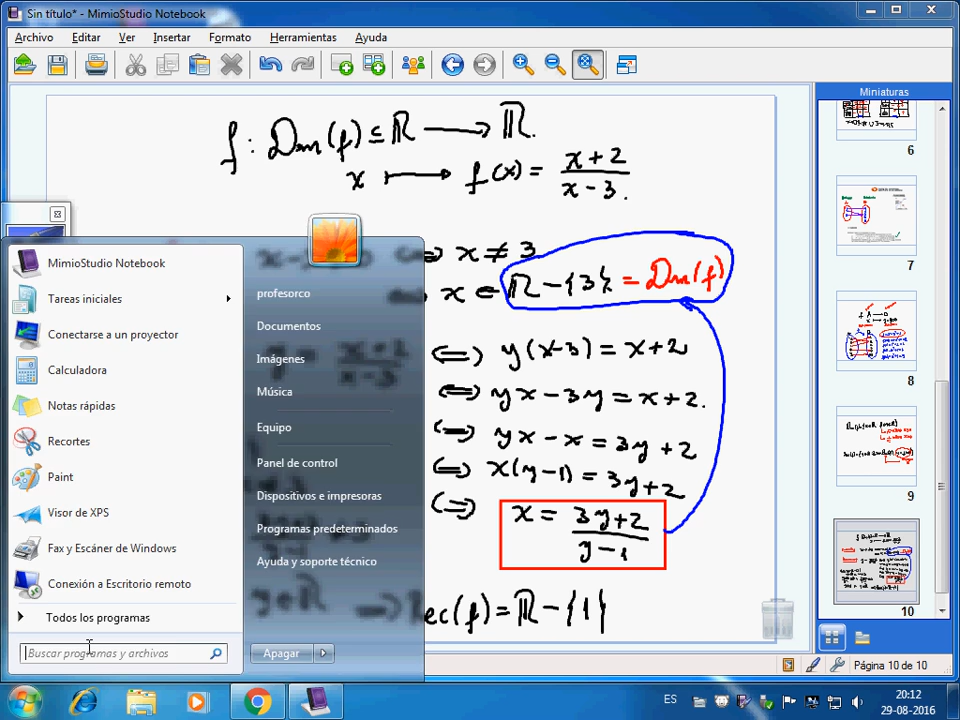 Sin título* - MimioStudio Notebook
Archivo Editar Ver Insertar Formato Herramientas Ayuda
Miniaturas
f: Dm(f) ⊆ ℝ ⟶ ℝ.
x ⟼ f(x) = x+2 / x-3.
⟺ x ≠ 3
x ∈ ℝ - {3} = Dm(f)
⟺ y(x-3) = x+2
⟺ yx - 3y = x+2.
⟺ yx - x = 3y+2
⟺ x(y-1) = 3y+2
⟺ x = 3y+2 / y-1
ec(f) = ℝ - {1}
MimioStudio Notebook
Tareas iniciales
Conectarse a un proyector
Calculadora
Notas rápidas
Recortes
Paint
Visor de XPS
Fax y Escáner de Windows
Conexión a Escritorio remoto
Todos los programas
Buscar programas y archivos
profesorco
Documentos
Imágenes
Música
Equipo
Panel de control
Dispositivos e impresoras
Programas predeterminados
Ayuda y soporte técnico
Apagar
6
7
8
9
10
Página 10 de 10
ES
20:12
29-08-2016